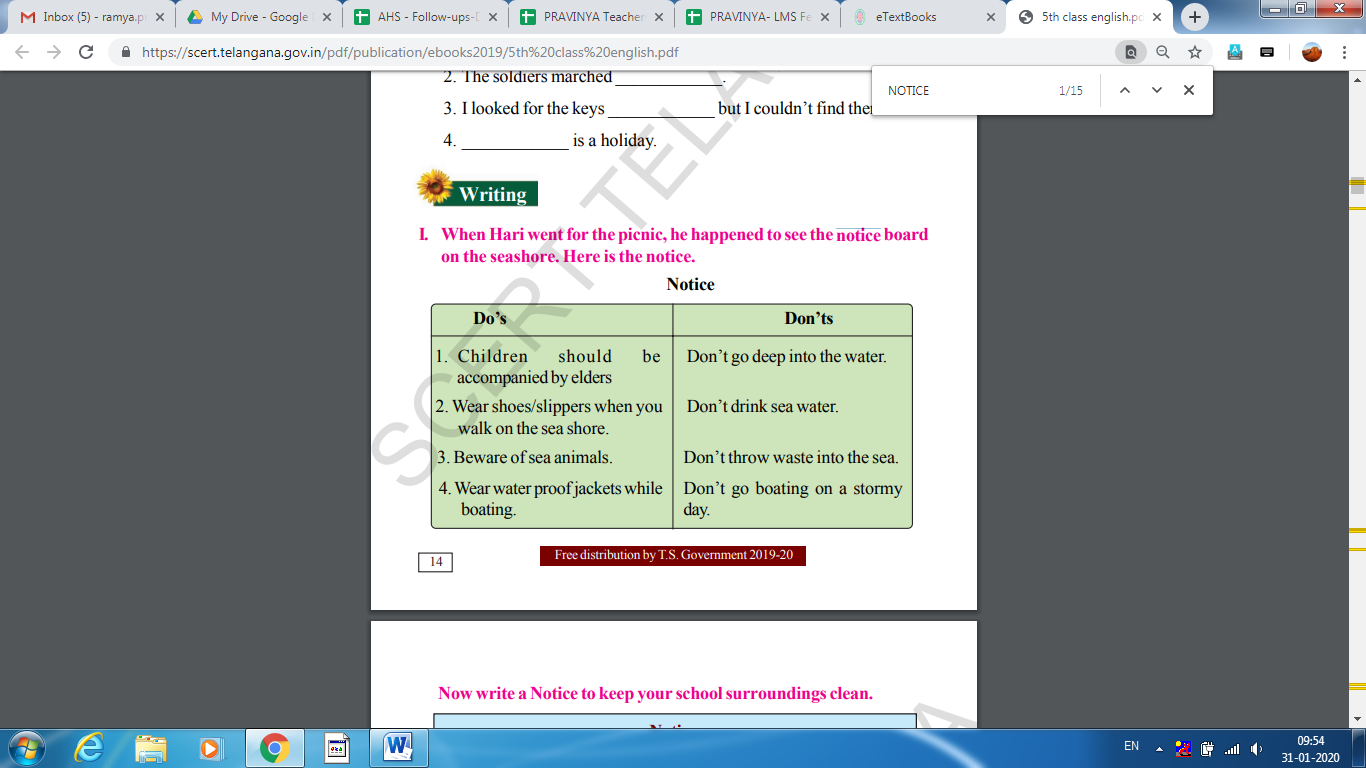 Inbox (5) - ramya.p
My Drive - Google
AHS - Follow-ups-
PRAVINYA Teacher
PRAVINYA- LMS Fe
eTextBooks
5th class english.pd
https://scert.telangana.gov.in/pdf/publication/ebooks2019/5th%20class%20english.pdf
NOTICE 1/15
2. The soldiers marched ____________.
3. I looked for the keys ____________ but I couldn't find
4. ____________ is a holiday.
Writing
I. When Hari went for the picnic, he happened to see the notice board
on the seashore. Here is the notice.
Notice
Do's Don'ts
1. Children should be Don't go deep into the water.
accompanied by elders
2. Wear shoes/slippers when you Don't drink sea water.
walk on the sea shore.
3. Beware of sea animals. Don't throw waste into the sea.
4. Wear water proof jackets while Don't go boating on a stormy
boating. day.
14 Free distribution by T.S. Government 2019-20
SCERT TELA
Now write a Notice to keep your school surroundings clean.
EN
09:54
31-01-2020